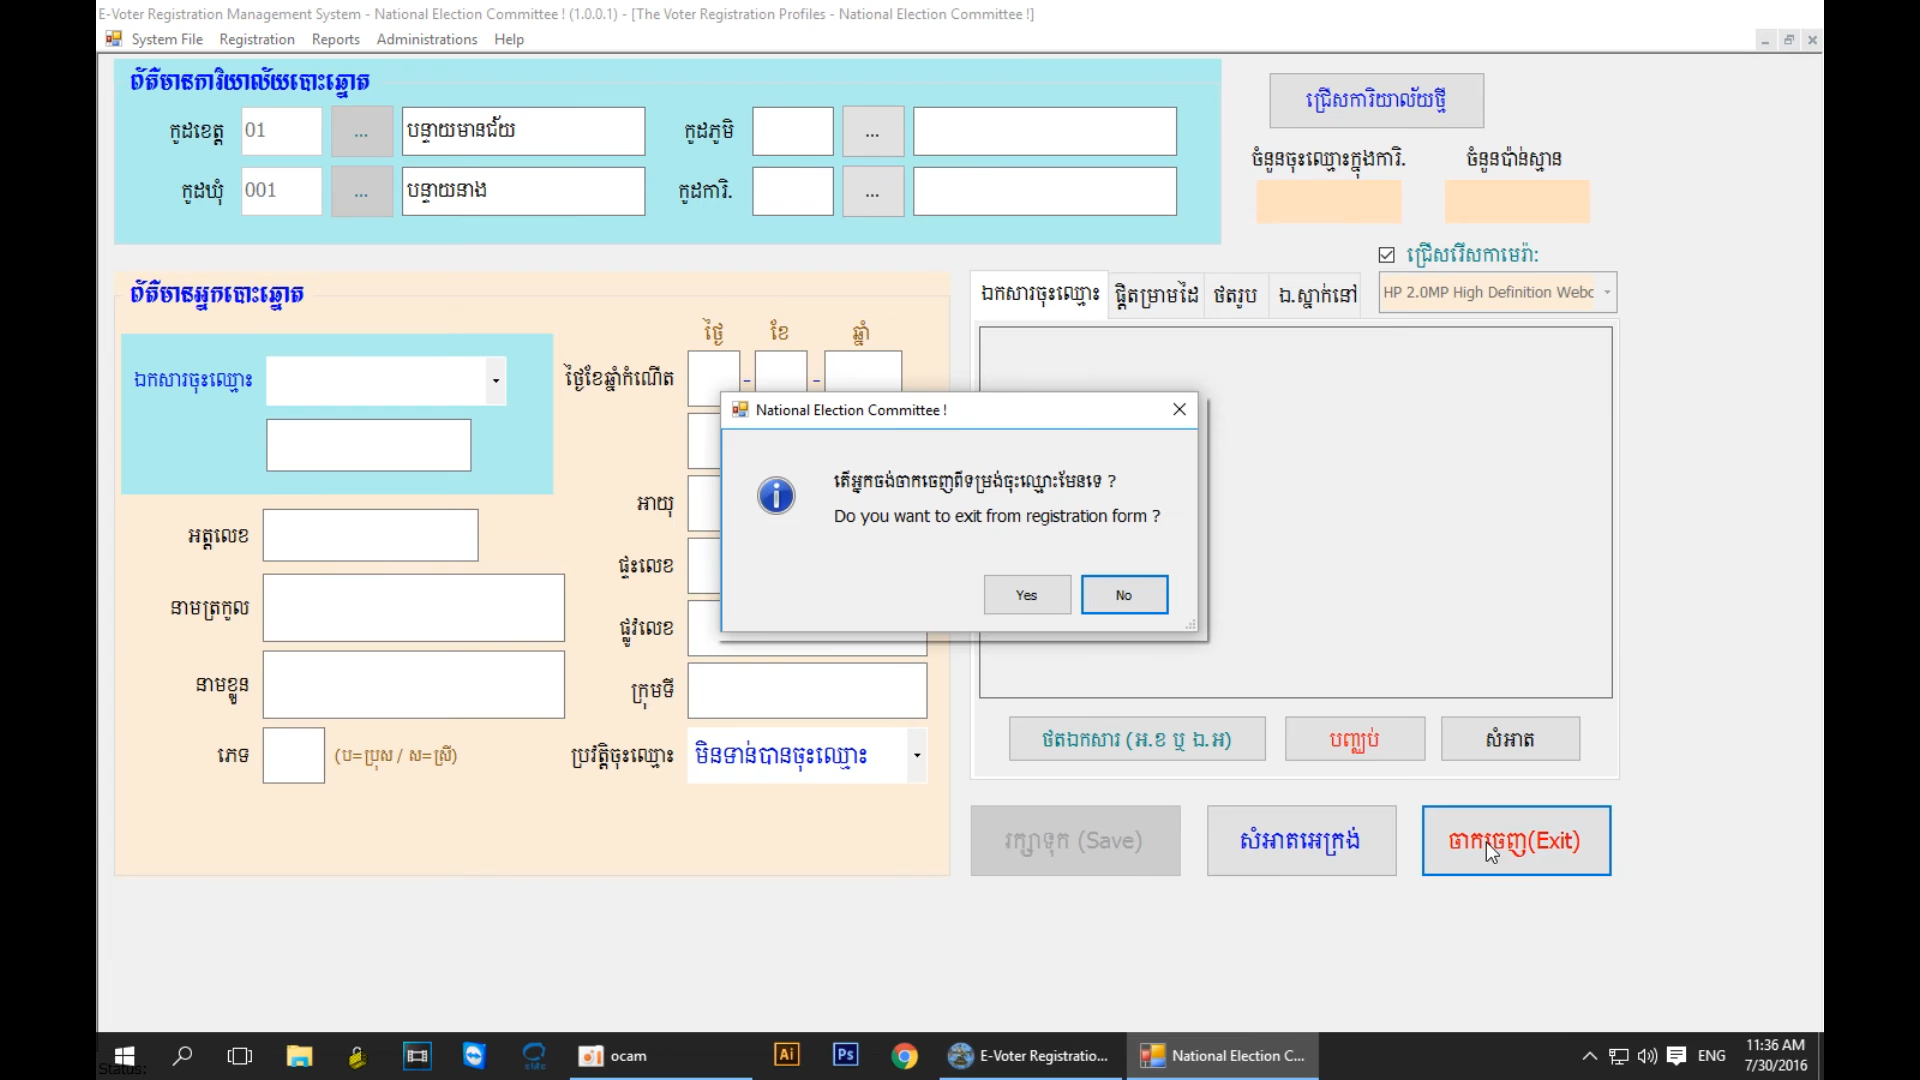 E-Voter Registration Management System - National Election Committee ! (1.0.0.1) - [The Voter Registration Profiles - National Election Committee !]
System File Registration Reports Administrations Help
ព័ត៌មានការិយាល័យបោះឆ្នោត
ជ្រើសការិយាល័យថ្មី
កូដខេត្ត 01 ... បន្ទាយមានជ័យ កូដភូមិ ...
កូដឃុំ 001 ... បន្ទាយនាង កូដការិ. ...
ចំនួនចុះឈ្មោះក្នុងការិ. ចំនួនប៉ាន់ស្មាន
ជ្រើសរើសកាមេរ៉ា:
HP 2.0MP High Definition Webc
ព័ត៌មានអ្នកបោះឆ្នោត
ឯកសារចុះឈ្មោះ ផ្តិតម្រាមដៃ ថតរូប ឯ.ស្នាក់នៅ
ថ្ងៃ ខែ ឆ្នាំ
ឯកសារចុះឈ្មោះ
ថ្ងៃខែឆ្នាំកំណើត - -
National Election Committee !
តើអ្នកចង់ចាកចេញពីទម្រង់ចុះឈ្មោះមែនទេ ?
Do you want to exit from registration form ?
Yes No
អត្តលេខ
នាមត្រកូល
នាមខ្លួន
ភេទ (ប=ប្រុស / ស=ស្រី)
អាយុ
ផ្ទះលេខ
ផ្លូវលេខ
ក្រុមទី
ប្រវត្តិចុះឈ្មោះ មិនទាន់បានចុះឈ្មោះ
ថតឯកសារ (អ.ខ ឬ ឯ.អ) បញ្ឈប់ សំអាត
រក្សាទុក (Save) សំអាតអេក្រង់ ចាកចេញ(Exit)
Status:
ocam
Ai
Ps
E-Voter Registratio...
National Election C...
ENG
11:36 AM
7/30/2016